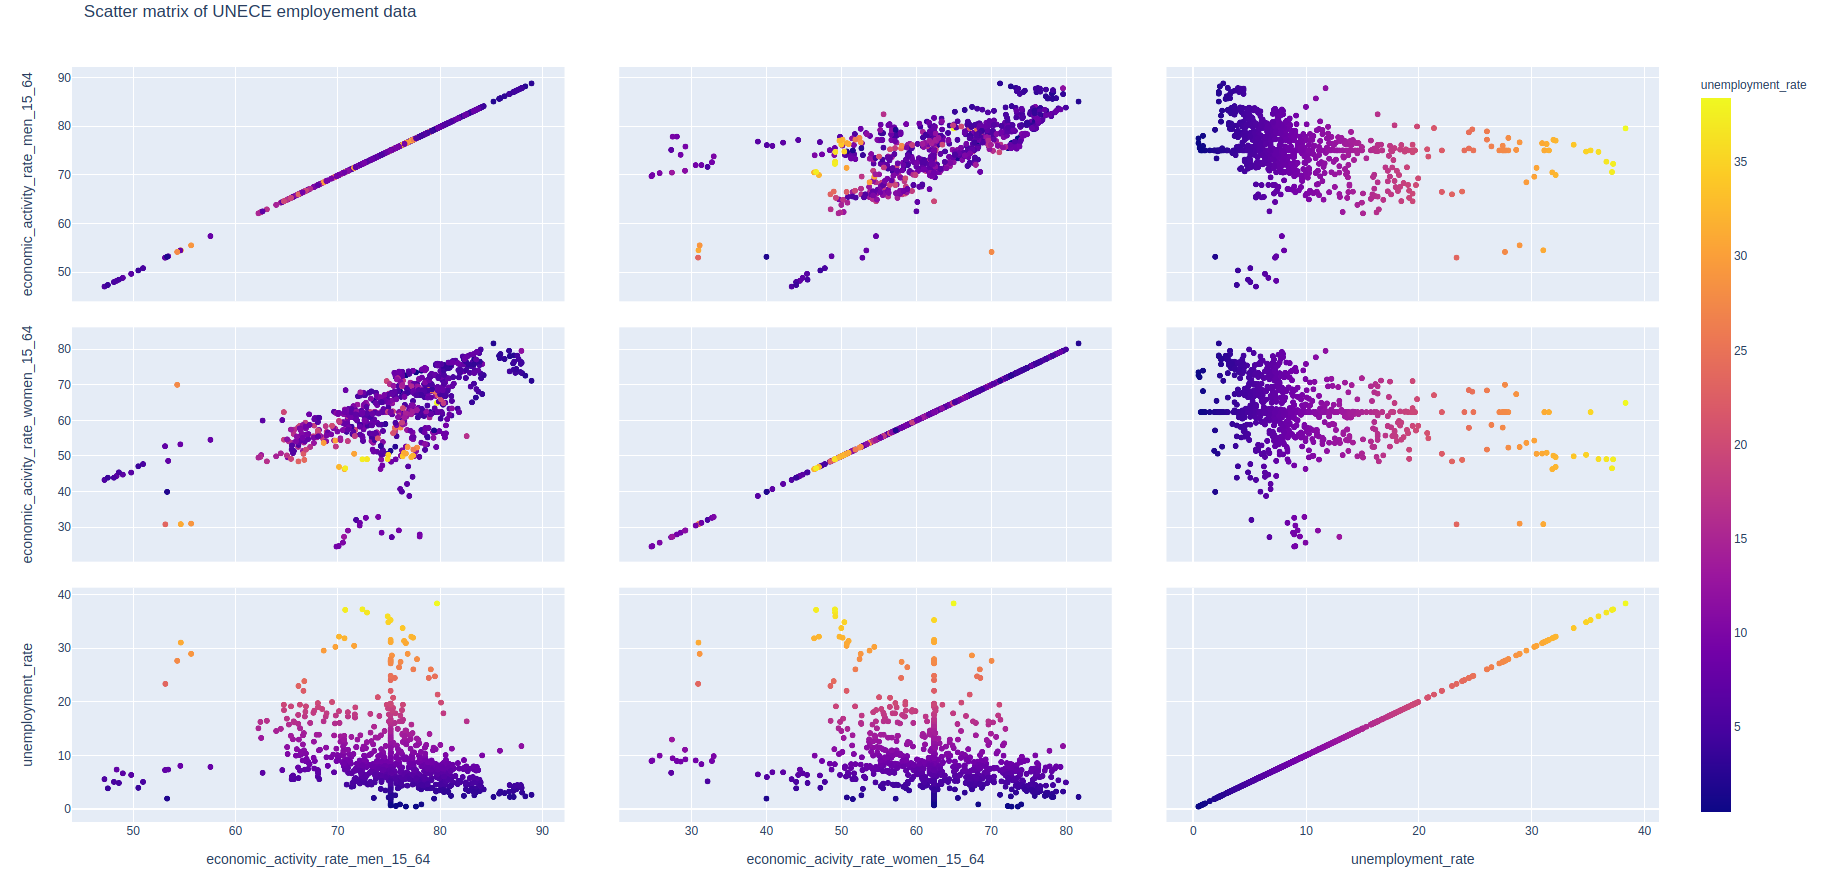 Scatter matrix of UNECE employement data
economic_activity_rate_men_15_64
90
80
70
60
50
economic_acivity_rate_women_15_64
80
70
60
50
40
30
unemployment_rate
40
30
20
10
0
50 60 70 80 90
economic_activity_rate_men_15_64
30 40 50 60 70 80
economic_acivity_rate_women_15_64
0 10 20 30 40
unemployment_rate
unemployment_rate
35
30
25
20
15
10
5